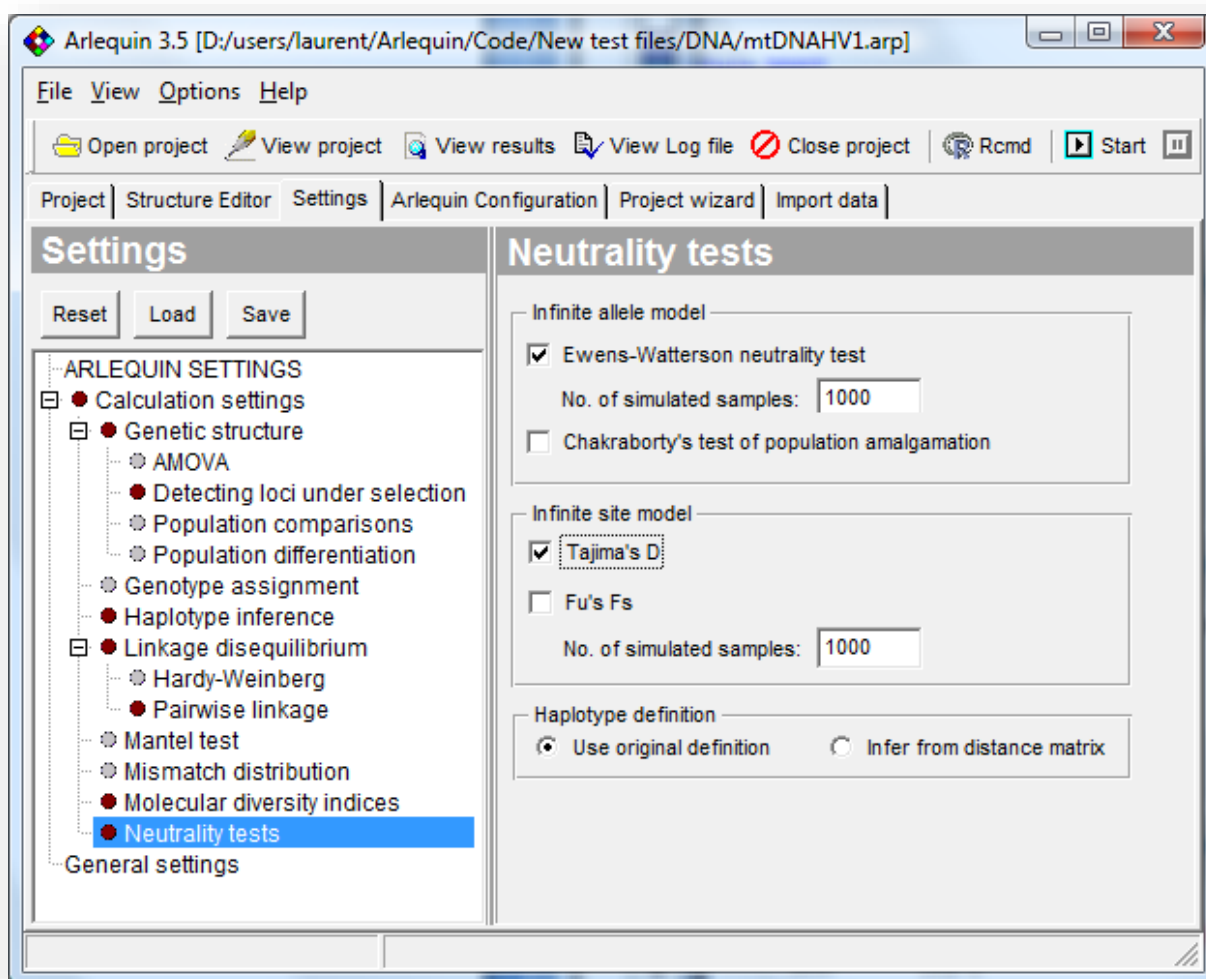 Arlequin 3.5 [D:/users/laurent/Arlequin/Code/New test files/DNA/mtDNAHV1.arp]
File View Options Help
Open project View project View results View Log file Close project Rcmd Start
Project Structure Editor Settings Arlequin Configuration Project wizard Import data
Settings
Reset Load Save
ARLEQUIN SETTINGS
Calculation settings
Genetic structure
AMOVA
Detecting loci under selection
Population comparisons
Population differentiation
Genotype assignment
Haplotype inference
Linkage disequilibrium
Hardy-Weinberg
Pairwise linkage
Mantel test
Mismatch distribution
Molecular diversity indices
Neutrality tests
General settings
Neutrality tests
Infinite allele model
Ewens-Watterson neutrality test
No. of simulated samples: 1000
Chakraborty's test of population amalgamation
Infinite site model
Tajima's D
Fu's Fs
No. of simulated samples: 1000
Haplotype definition
Use original definition Infer from distance matrix